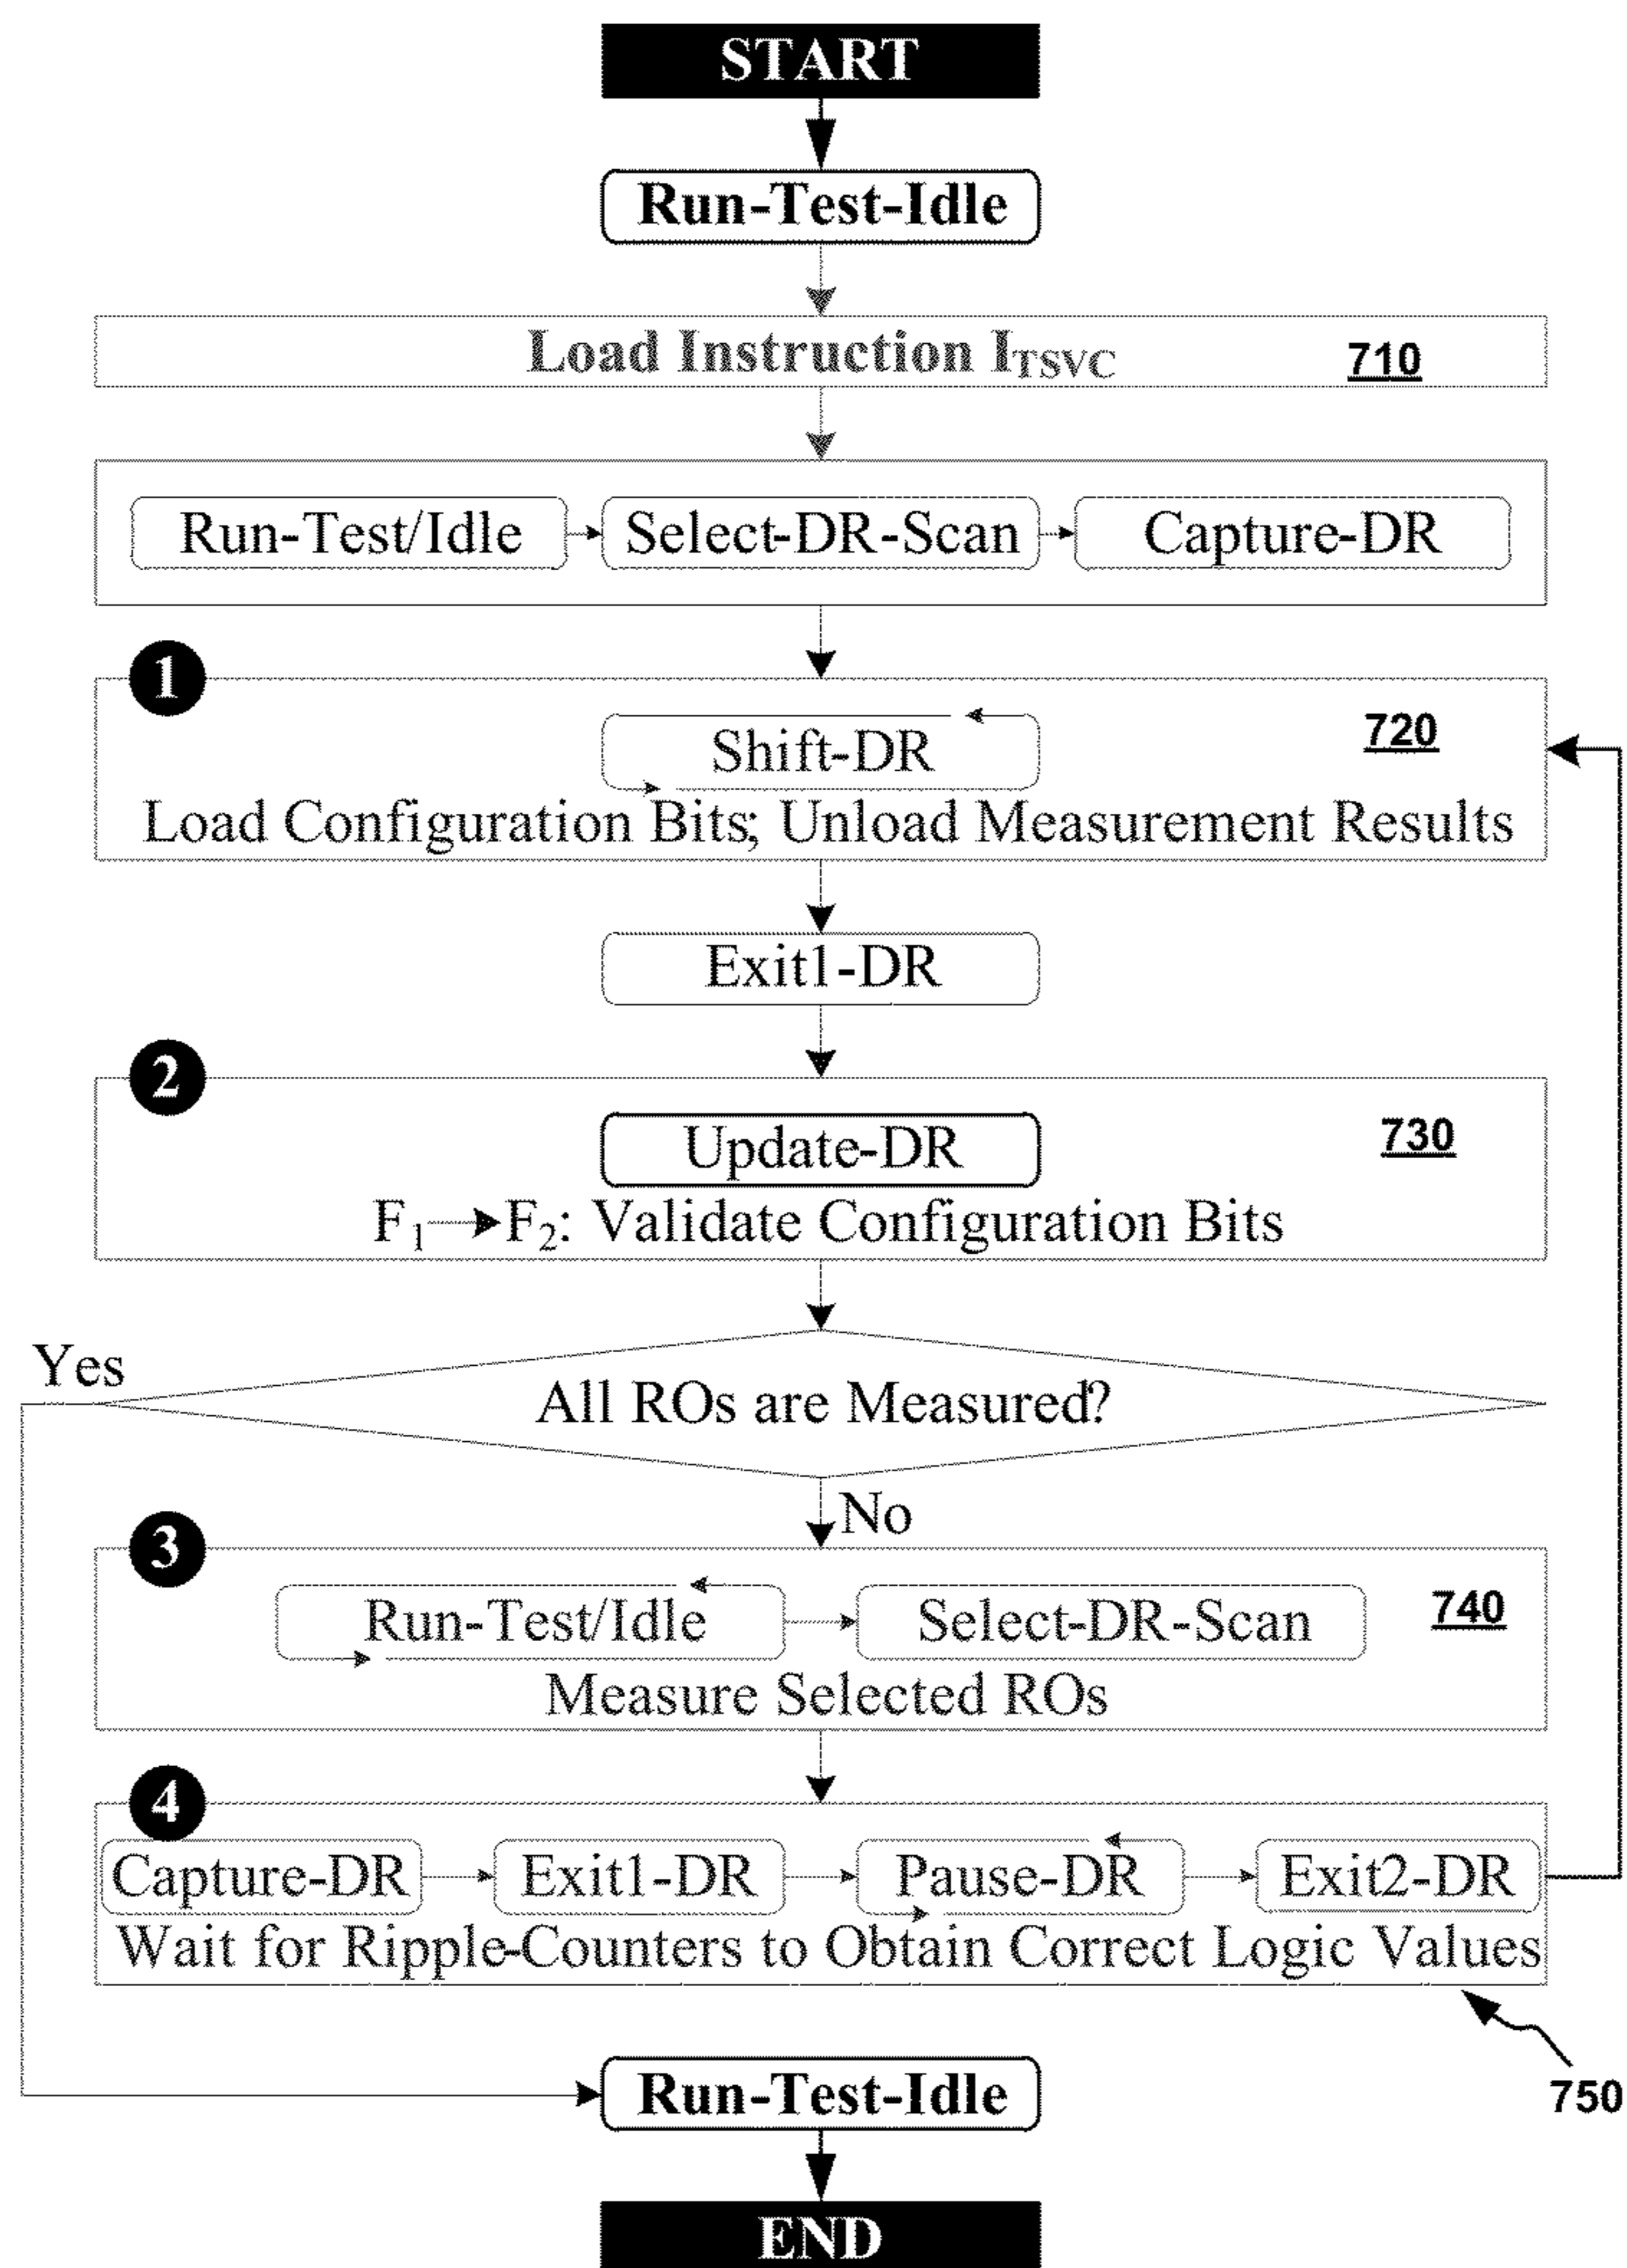 START
Run-Test-Idle
Load Instruction I_TSVC 710
Run-Test/Idle Select-DR-Scan Capture-DR
1
Shift-DR 720
Load Configuration Bits; Unload Measurement Results
Exit1-DR
2
Update-DR 730
F1→F2: Validate Configuration Bits
Yes
All ROs are Measured?
No
3
Run-Test/Idle Select-DR-Scan 740
Measure Selected ROs
4
Capture-DR Exit1-DR Pause-DR Exit2-DR
Wait for Ripple-Counters to Obtain Correct Logic Values
Run-Test-Idle
750
END